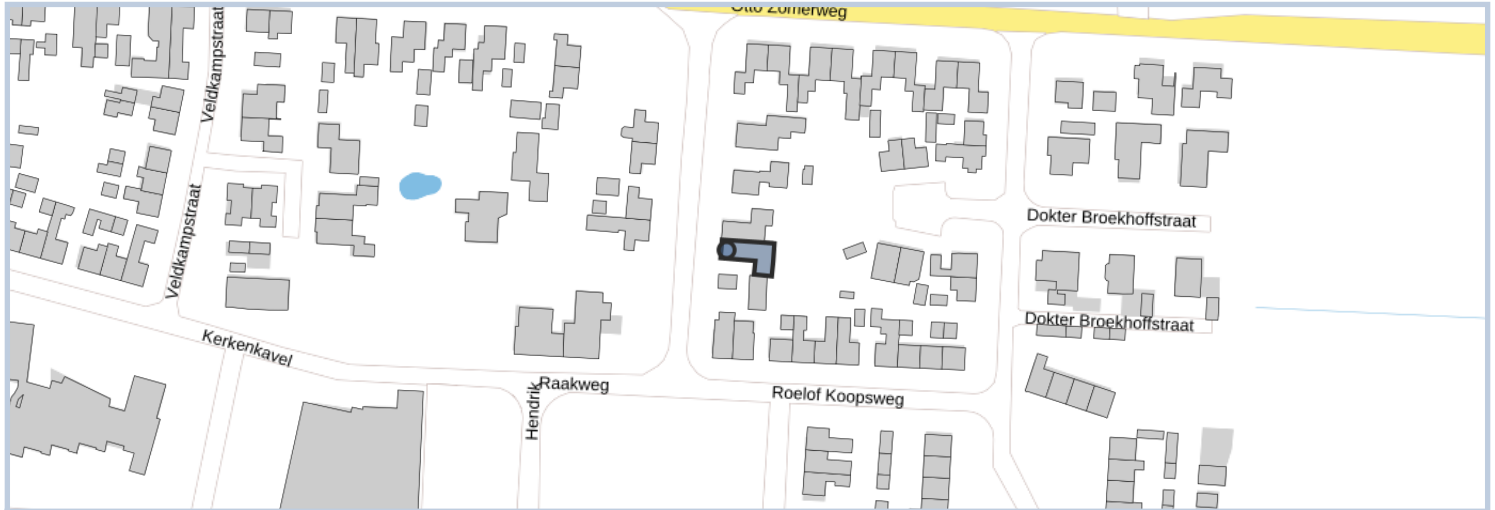 Otto Zomerweg
Veldkampstraat
Veldkampstraat
Dokter Broekhoffstraat
Dokter Broekhoffstraat
Kerkenkavel
Raakweg
Hendrik
Roelof Koopsweg